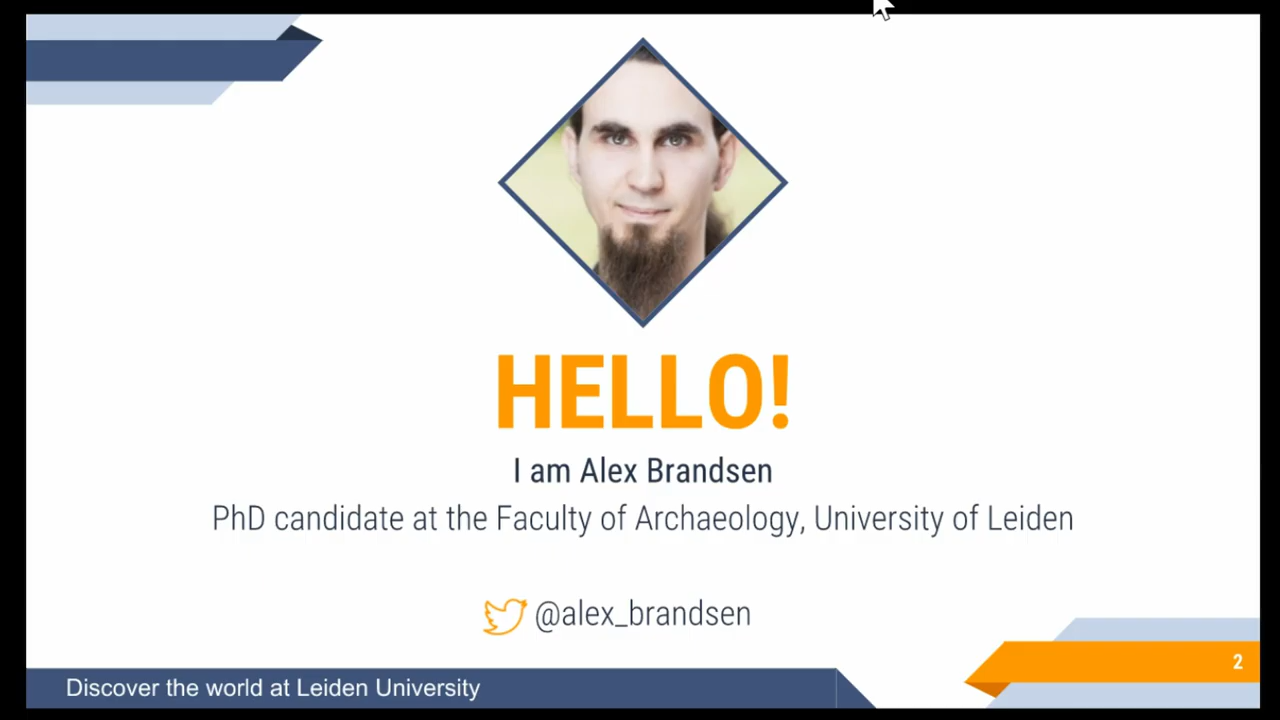 HELLO!
I am Alex Brandsen
PhD candidate at the Faculty of Archaeology, University of Leiden
@alex_brandsen
2
Discover the world at Leiden University